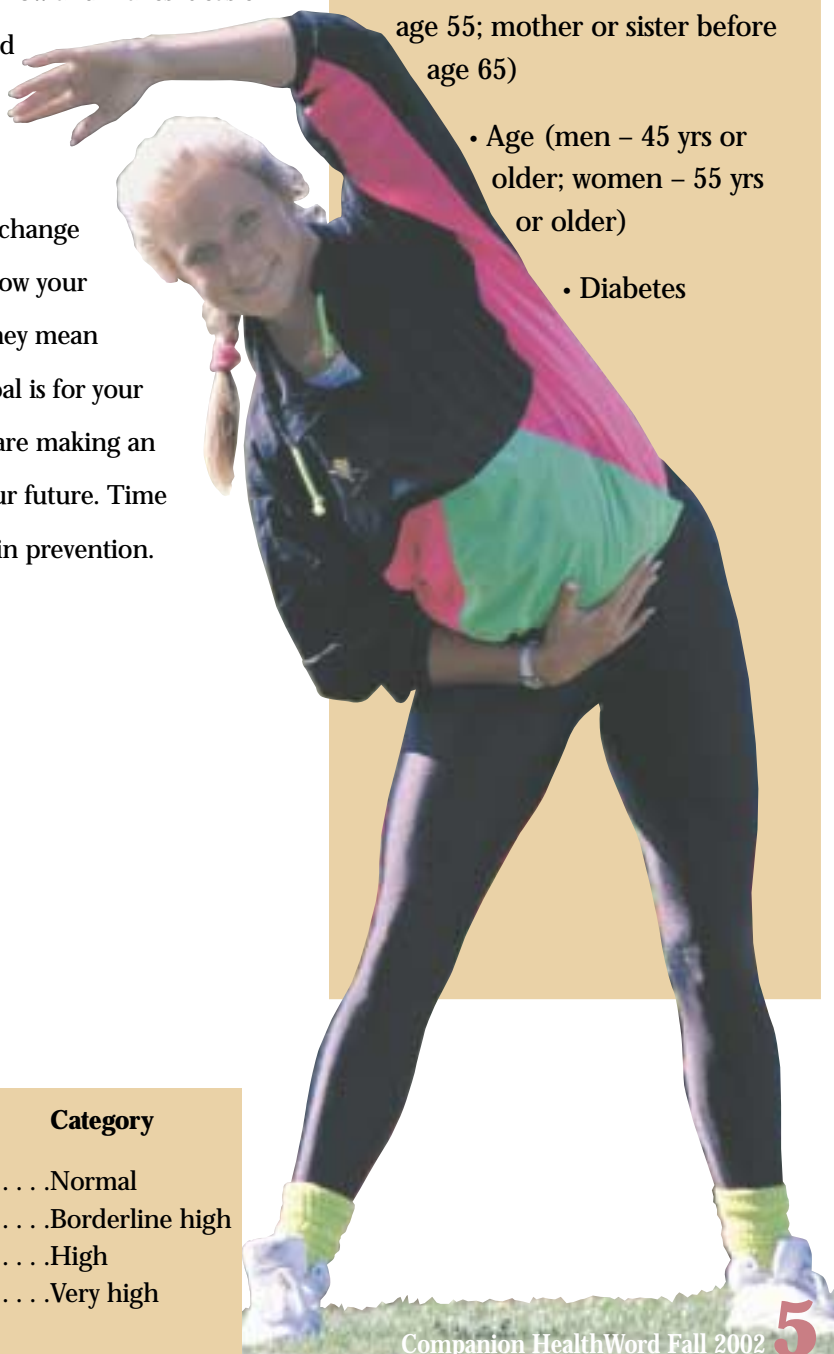 d
change
ow your
hey mean
al is for your
are making an
ur future. Time
in prevention.
age 55; mother or sister before
age 65)
• Age (men – 45 yrs or
older; women – 55 yrs
or older)
• Diabetes
Category
. . . .Normal
. . . .Borderline high
. . . .High
. . . .Very high
Companion HealthWord Fall 2002 5